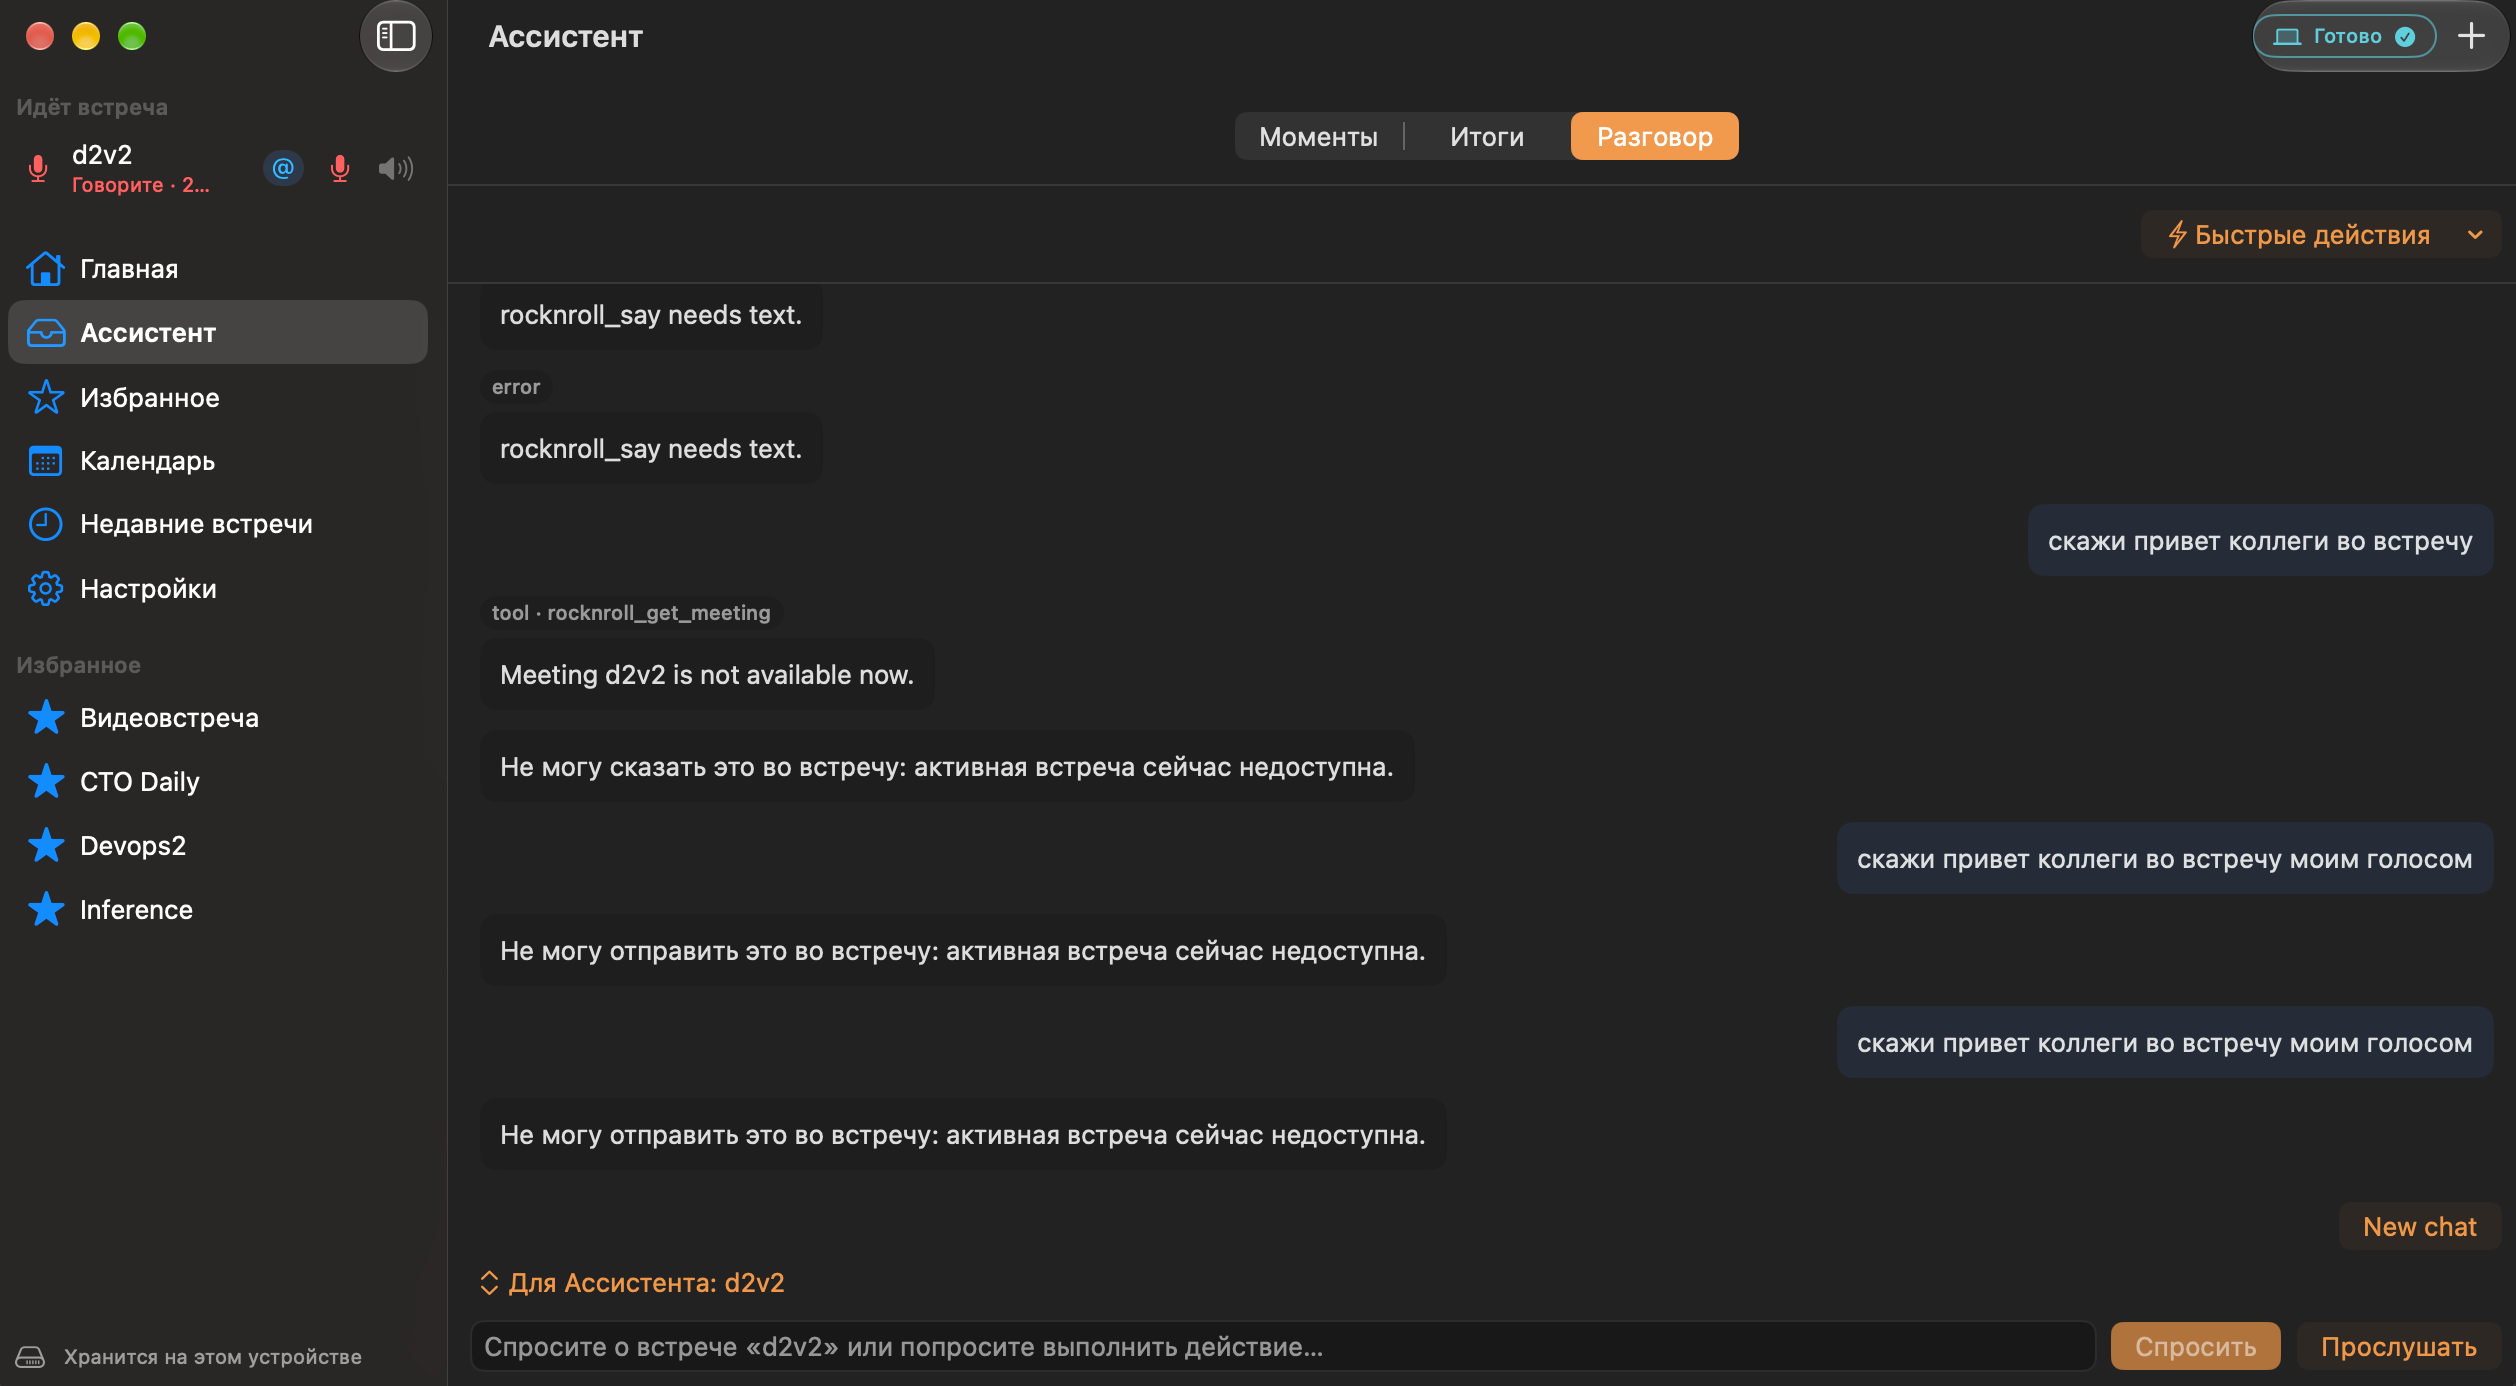 Идёт встреча
d2v2
Говорите · 2...
@
Главная
Ассистент
Избранное
Календарь
Недавние встречи
Настройки
Избранное
Видеовстреча
CTO Daily
Devops2
Inference
Хранится на этом устройстве
Ассистент
Готово
Моменты
Итоги
Разговор
Быстрые действия
rocknroll_say needs text.
error
rocknroll_say needs text.
скажи привет коллеги во встречу
tool · rocknroll_get_meeting
Meeting d2v2 is not available now.
Не могу сказать это во встречу: активная встреча сейчас недоступна.
скажи привет коллеги во встречу моим голосом
Не могу отправить это во встречу: активная встреча сейчас недоступна.
скажи привет коллеги во встречу моим голосом
Не могу отправить это во встречу: активная встреча сейчас недоступна.
New chat
Для Ассистента: d2v2
Спросите о встрече «d2v2» или попросите выполнить действие...
Спросить
Прослушать